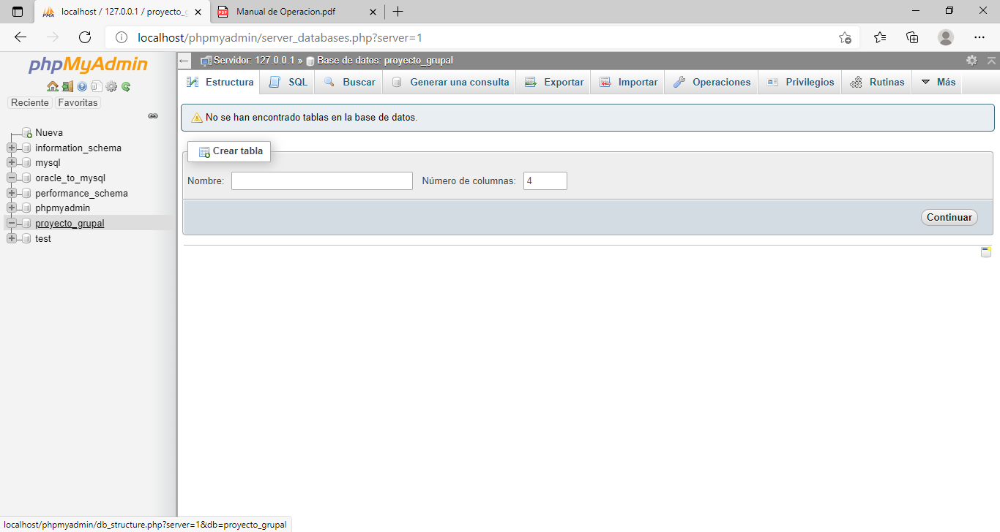 localhost / 127.0.0.1 / proyecto_g
Manual de Operacion.pdf
localhost/phpmyadmin/server_databases.php?server=1
phpMyAdmin
Reciente Favoritas
Nueva
information_schema
mysql
oracle_to_mysql
performance_schema
phpmyadmin
proyecto_grupal
test
Servidor: 127.0.0.1 » Base de datos: proyecto_grupal
Estructura SQL Buscar Generar una consulta Exportar Importar Operaciones Privilegios Rutinas Más
No se han encontrado tablas en la base de datos.
Crear tabla
Nombre: Número de columnas: 4
Continuar
localhost/phpmyadmin/db_structure.php?server=1&db=proyecto_grupal